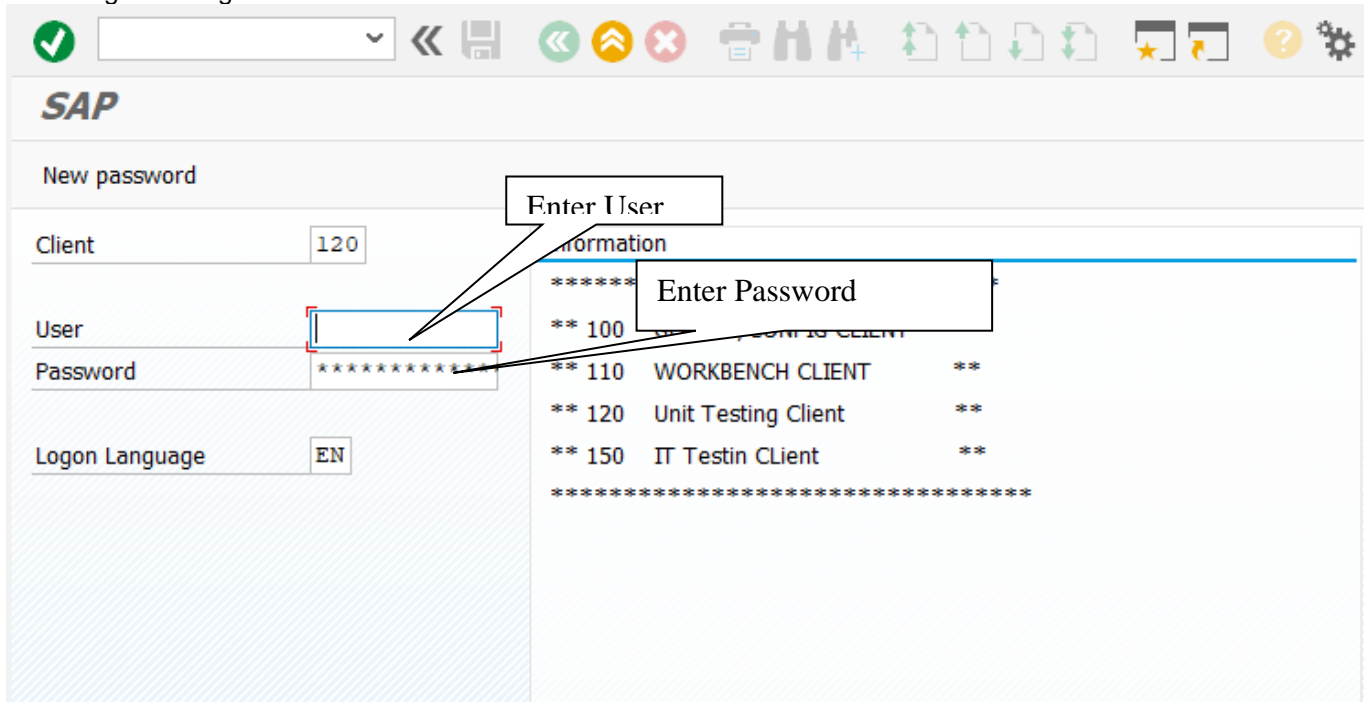 SAP
New password
Enter User
Client 120
Information
Enter Password
******
User
** 100 CLIENT
Password *************
** 110 WORKBENCH CLIENT **
** 120 Unit Testing Client **
Logon Language EN
** 150 IT Testin CLient **
*********************************